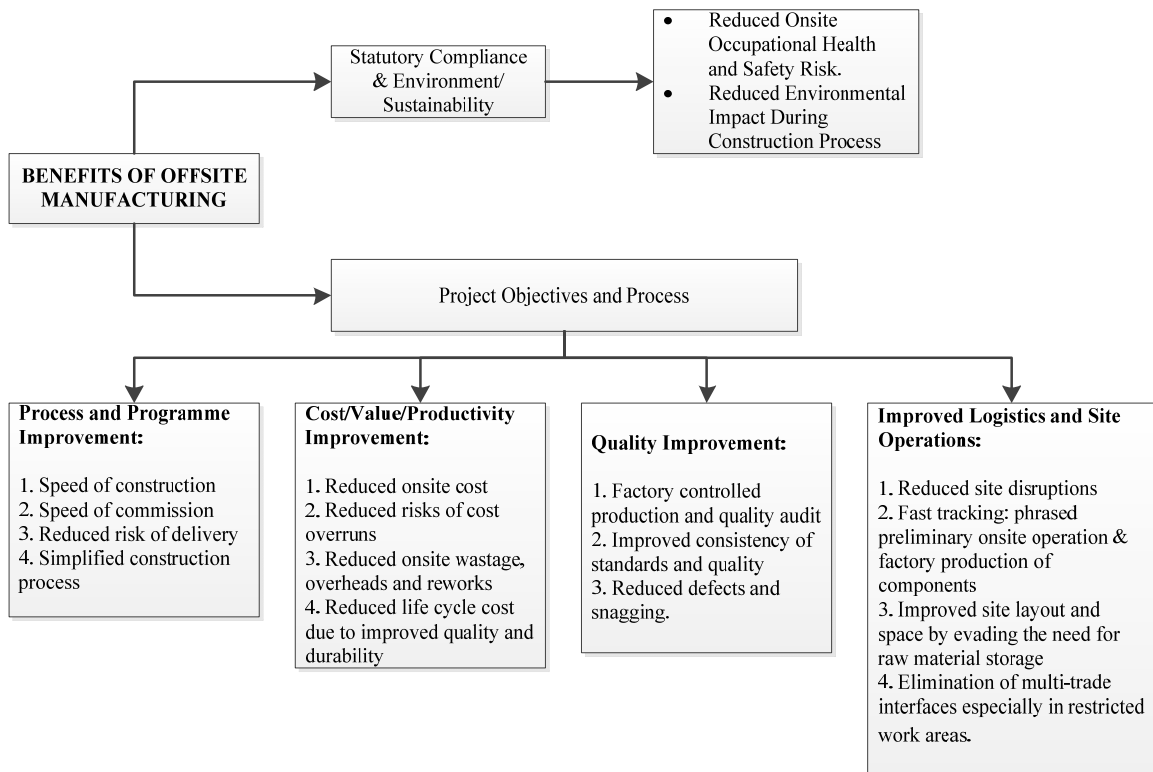 Statutory Compliance
& Environment/
Sustainability
• Reduced Onsite
Occupational Health
and Safety Risk.
• Reduced Environmental
Impact During
Construction Process
BENEFITS OF OFFSITE
MANUFACTURING
Project Objectives and Process
Process and Programme
Improvement:
1. Speed of construction
2. Speed of commission
3. Reduced risk of delivery
4. Simplified construction
process
Cost/Value/Productivity
Improvement:
1. Reduced onsite cost
2. Reduced risks of cost
overruns
3. Reduced onsite wastage,
overheads and reworks
4. Reduced life cycle cost
due to improved quality and
durability
Quality Improvement:
1. Factory controlled
production and quality audit
2. Improved consistency of
standards and quality
3. Reduced defects and
snagging.
Improved Logistics and Site
Operations:
1. Reduced site disruptions
2. Fast tracking: phrased
preliminary onsite operation &
factory production of
components
3. Improved site layout and
space by evading the need for
raw material storage
4. Elimination of multi-trade
interfaces especially in restricted
work areas.